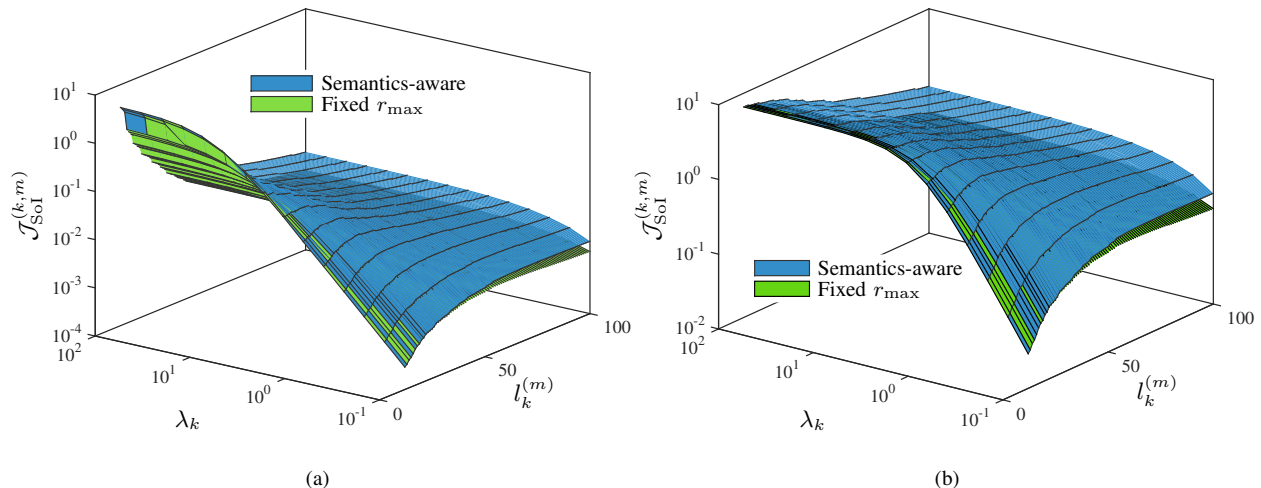 Semantics-aware
Fixed r_max
10^1
10^0
10^-1
10^-2
10^-3
10^-4
J_SoI^(k,m)
10^2
10^1
10^0
10^-1
λ_k
0
50
100
l_k^(m)
(a)
Semantics-aware
Fixed r_max
10^1
10^0
10^-1
10^-2
J_SoI^(k,m)
10^2
10^1
10^0
10^-1
λ_k
0
50
100
l_k^(m)
(b)